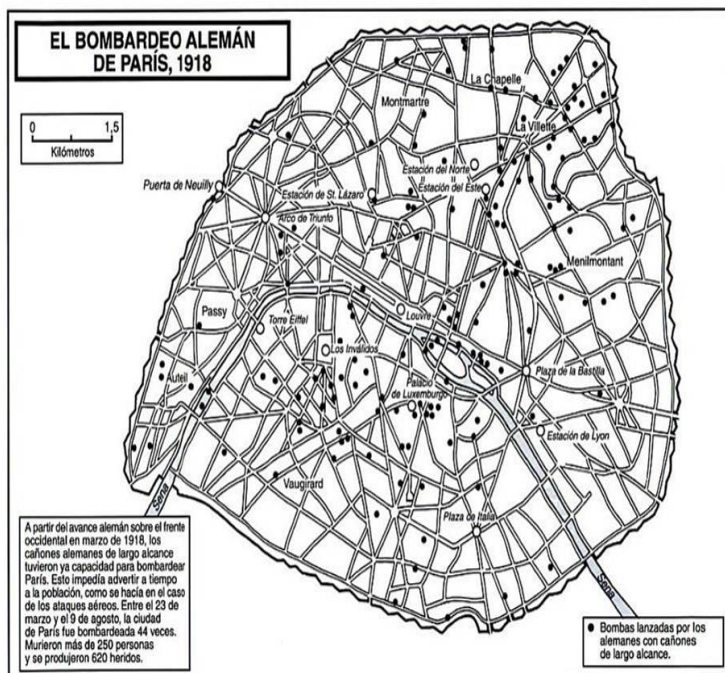 EL BOMBARDEO ALEMÁN
DE PARÍS, 1918
0 1,5
Kilómetros
La Chapelle
Montmartre
La Villette
Estación del Norte
Puerta de Neuilly
Estación de St. Lázaro
Estación del Este
Arco de Triunfo
Menilmontant
Passy
Louvre
Torre Eiffel
Los Inválidos
Plaza de la Bastilla
Auteil
Palacio
de Luxemburgo
Estación de Lyon
Vaugirard
Sena
Plaza de Italia
Sena
A partir del avance alemán sobre el frente
occidental en marzo de 1918, los
cañones alemanes de largo alcance
tuvieron ya capacidad para bombardear
París. Esto impedía advertir a tiempo
a la población, como se hacía en el caso
de los ataques aéreos. Entre el 23 de
marzo y el 9 de agosto, la ciudad
de París fue bombardeada 44 veces.
Murieron más de 250 personas
y se produjeron 620 heridos.
Bombas lanzadas por los
alemanes con cañones
de largo alcance.